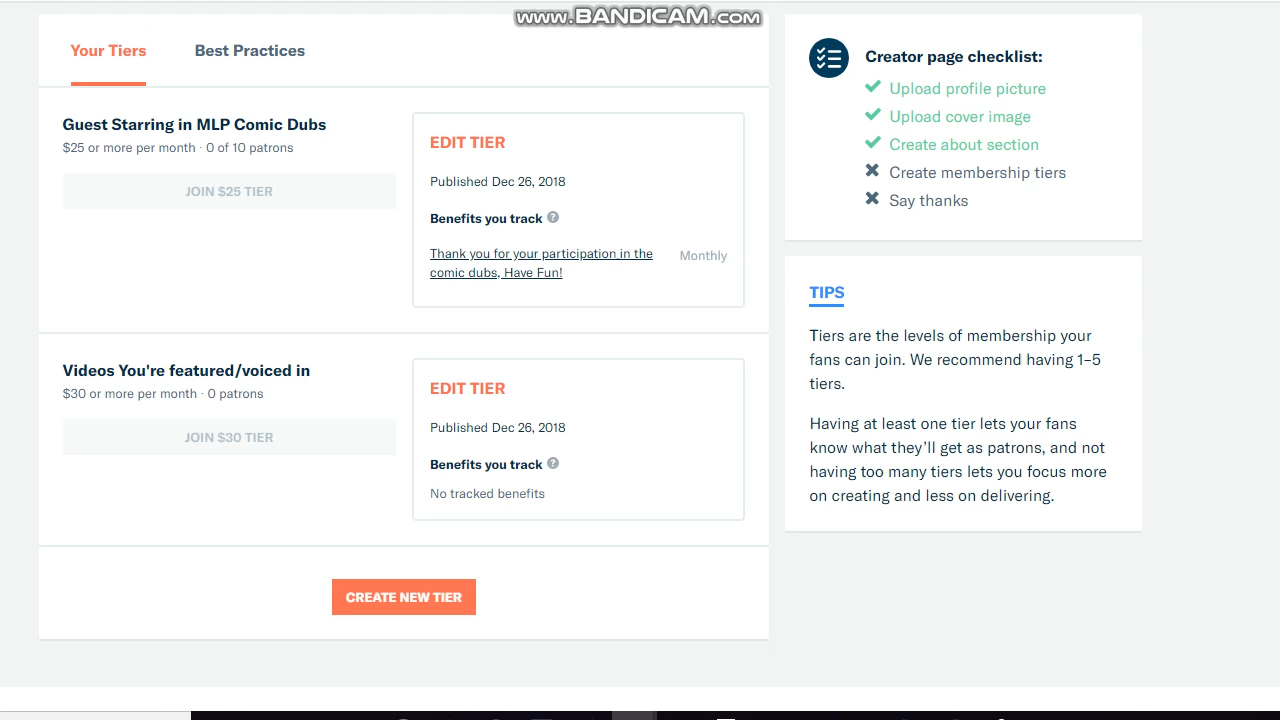 www.BANDICAM.com
Your Tiers
Best Practices
Guest Starring in MLP Comic Dubs
$25 or more per month · 0 of 10 patrons
JOIN $25 TIER
EDIT TIER
Published Dec 26, 2018
Benefits you track ?
Thank you for your participation in the Monthly
comic dubs, Have Fun!
Videos You're featured/voiced in
$30 or more per month · 0 patrons
JOIN $30 TIER
EDIT TIER
Published Dec 26, 2018
Benefits you track ?
No tracked benefits
CREATE NEW TIER
Creator page checklist:
Upload profile picture
Upload cover image
Create about section
Create membership tiers
Say thanks
TIPS
Tiers are the levels of membership your
fans can join. We recommend having 1–5
tiers.
Having at least one tier lets your fans
know what they’ll get as patrons, and not
having too many tiers lets you focus more
on creating and less on delivering.